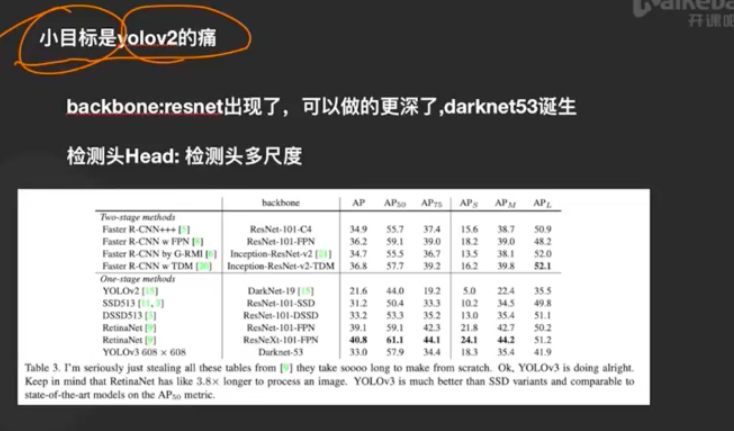 小目标是yolov2的痛
开课吧
backbone:resnet出现了，可以做的更深了,darknet53诞生
检测头Head: 检测头多尺度
backbone AP AP50 AP75 APS APM APL
Two-stage methods
Faster R-CNN+++ [5] ResNet-101-C4 34.9 55.7 37.4 15.6 38.7 50.9
Faster R-CNN w FPN [8] ResNet-101-FPN 36.2 59.1 39.0 18.2 39.0 48.2
Faster R-CNN by G-RMI [6] Inception-ResNet-v2 [21] 34.7 55.5 36.7 13.5 38.1 52.0
Faster R-CNN w TDM [20] Inception-ResNet-v2-TDM 36.8 57.7 39.2 16.2 39.8 52.1
One-stage methods
YOLOv2 [15] DarkNet-19 [15] 21.6 44.0 19.2 5.0 22.4 35.5
SSD513 [11, 3] ResNet-101-SSD 31.2 50.4 33.3 10.2 34.5 49.8
DSSD513 [3] ResNet-101-DSSD 33.2 53.3 35.2 13.0 35.4 51.1
RetinaNet [9] ResNet-101-FPN 39.1 59.1 42.3 21.8 42.7 50.2
RetinaNet [9] ResNeXt-101-FPN 40.8 61.1 44.1 24.1 44.2 51.2
YOLOv3 608 × 608 Darknet-53 33.0 57.9 34.4 18.3 35.4 41.9
Table 3. I'm seriously just stealing all these tables from [9] they take soooo long to make from scratch. Ok, YOLOv3 is doing alright.
Keep in mind that RetinaNet has like 3.8× longer to process an image. YOLOv3 is much better than SSD variants and comparable to
state-of-the-art models on the AP50 metric.